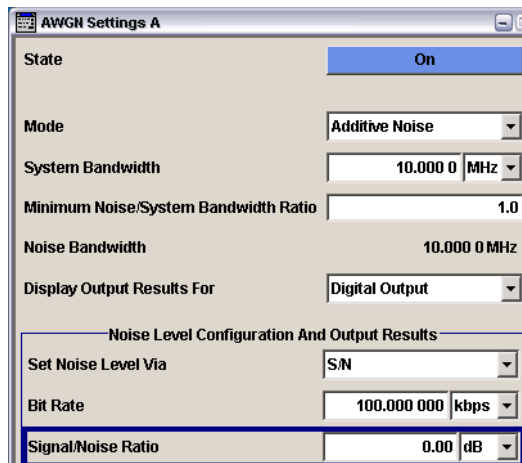 AWGN Settings A
State On
Mode Additive Noise
System Bandwidth 10.000 0 MHz
Minimum Noise/System Bandwidth Ratio 1.0
Noise Bandwidth 10.000 0 MHz
Display Output Results For Digital Output
Noise Level Configuration And Output Results
Set Noise Level Via S/N
Bit Rate 100.000 000 kbps
Signal/Noise Ratio 0.00 dB